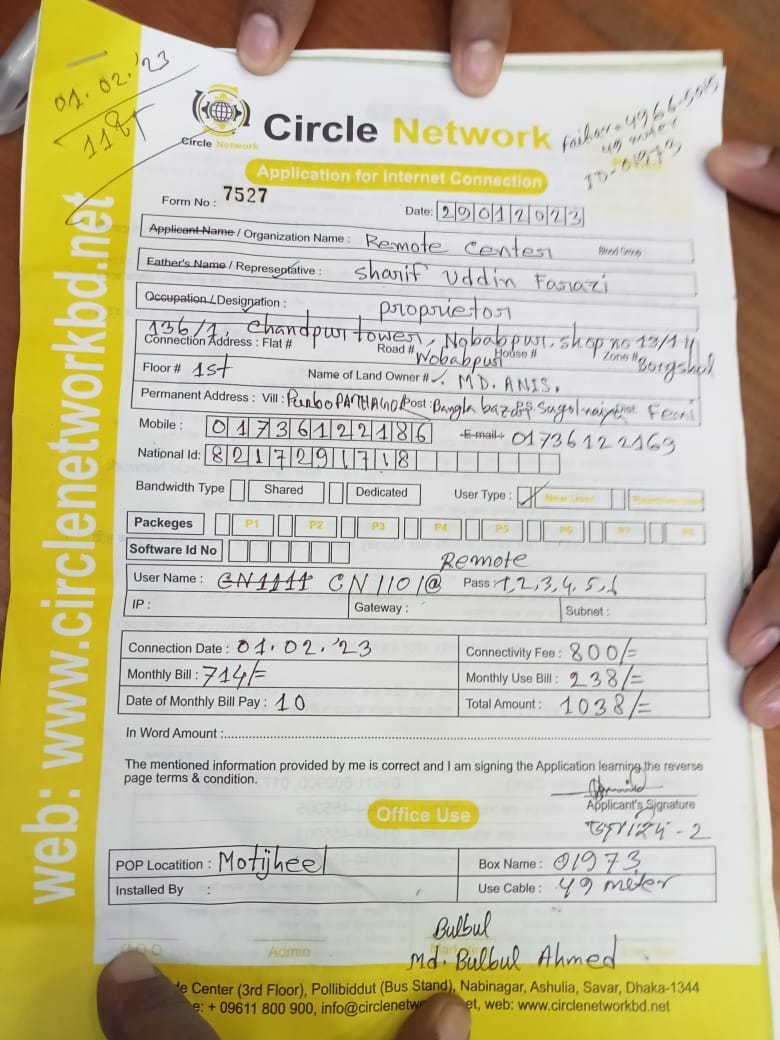 01.02.'23
1185
Circle Network
Circle Network
Faiber - 4966-5015
49 meter
ID-01973
Application for Internet Connection
Form No : 7527
Date: 29012023
Applicant Name / Organization Name : Remote Center
Father's Name / Representative : Sharif Uddin Farazi
Occupation / Designation : proprietor
136/1, Chandpur tower, Nobabpur, shop no 13/14
Connection Address : Flat # Road # Nobabpur House # Zone # Bongshal
Floor # 1st Name of Land Owner # MD. ANIS.
Permanent Address : Vill : Post : Bangla bazar P.S. Sagolnaiya Dist. Feni
Mobile : 01736122186 E-mail : 01736122169
National Id: 8217291718
Bandwidth Type Shared Dedicated User Type : New User
Packeges P1 P2 P3 P4 P5 P6 P7 P8
Software Id No
Remote
User Name : CN1111 CN1101@ Pass : 1,2,3,4,5,6
IP : Gateway : Subnet :
Connection Date : 01.02.'23 Connectivity Fee : 800/=
Monthly Bill : 714/= Monthly Use Bill : 238/=
Date of Monthly Bill Pay : 10 Total Amount : 1038/=
In Word Amount :
The mentioned information provided by me is correct and I am signing the Application learning the reverse
page terms & condition.
Applicant's Signature
Office Use
POP Locatition : Motijheel Box Name : 01973
Installed By : Use Cable : 49 meter
Bulbul
Admin
Md. Bulbul Ahmed
Center (3rd Floor), Pollibiddut (Bus Stand), Nabinagar, Ashulia, Savar, Dhaka-1344
+ 09611 800 900, info@circlenetw et, web: www.circlenetworkbd.net
web: www.circlenetworkbd.net